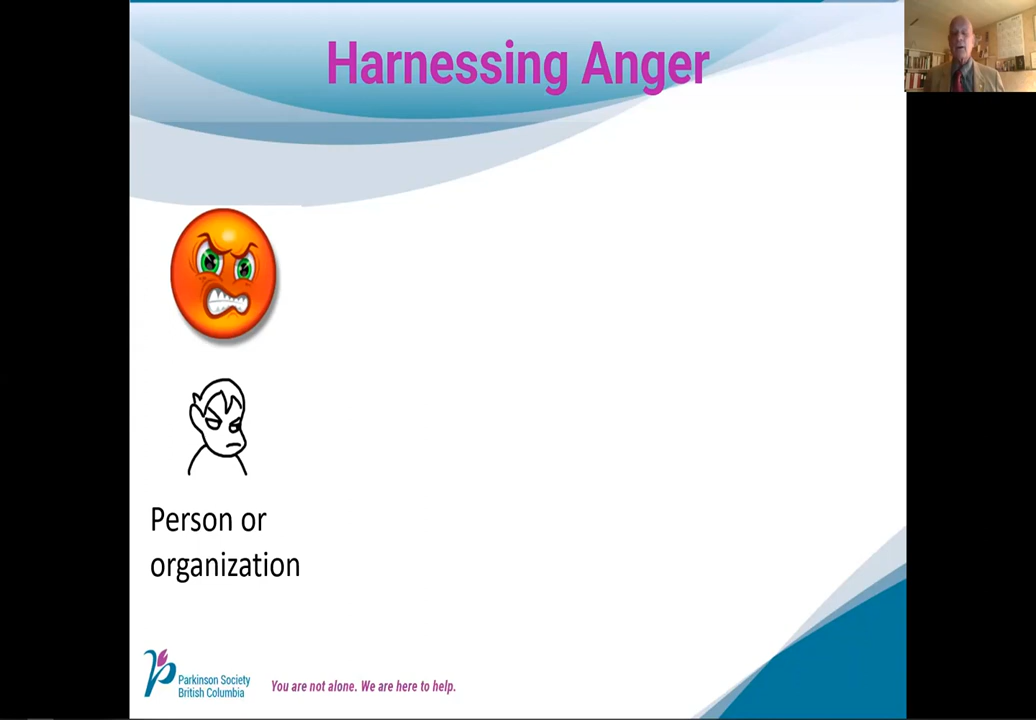 Harnessing Anger
Person or
organization
Parkinson Society
British Columbia
You are not alone. We are here to help.